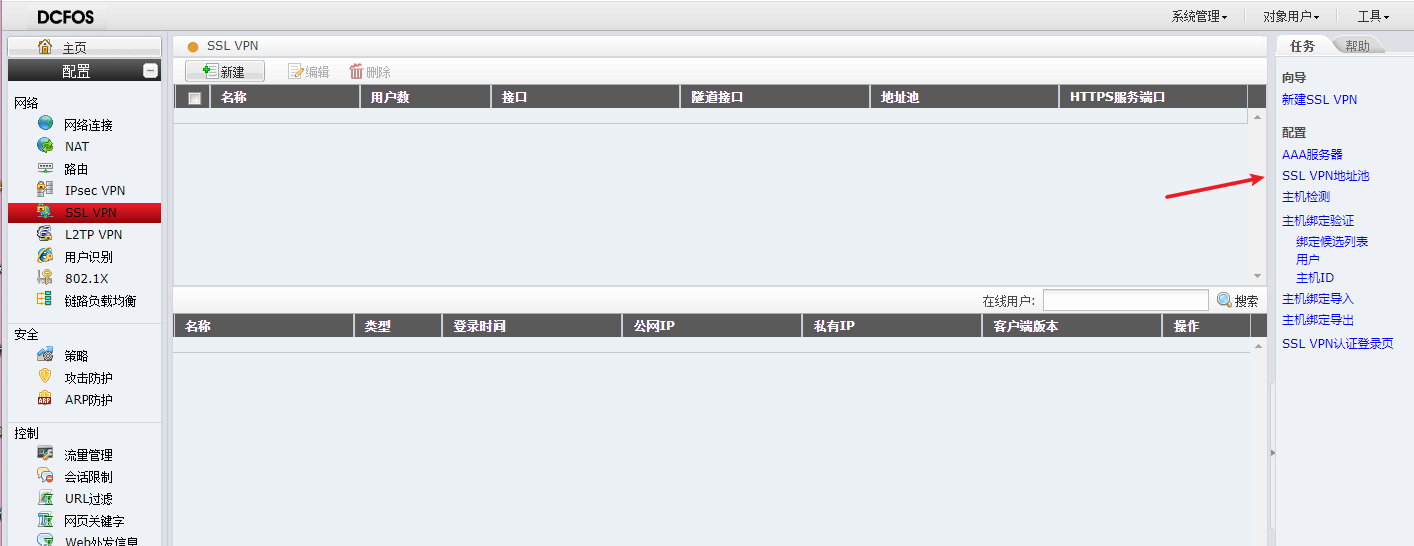 DCFOS
系统管理 对象用户 工具
主页
配置
网络
网络连接
NAT
路由
IPsec VPN
SSL VPN
L2TP VPN
用户识别
802.1X
链路负载均衡
安全
策略
攻击防护
ARP防护
控制
流量管理
会话限制
URL过滤
网页关键字
Web外发信息
SSL VPN
新建 编辑 删除
名称 用户数 接口 隧道接口 地址池 HTTPS服务端口
在线用户: 搜索
名称 类型 登录时间 公网IP 私有IP 客户端版本 操作
任务 帮助
向导
新建SSL VPN
配置
AAA服务器
SSL VPN地址池
主机检测
主机绑定验证
绑定候选列表
用户
主机ID
主机绑定导入
主机绑定导出
SSL VPN认证登录页